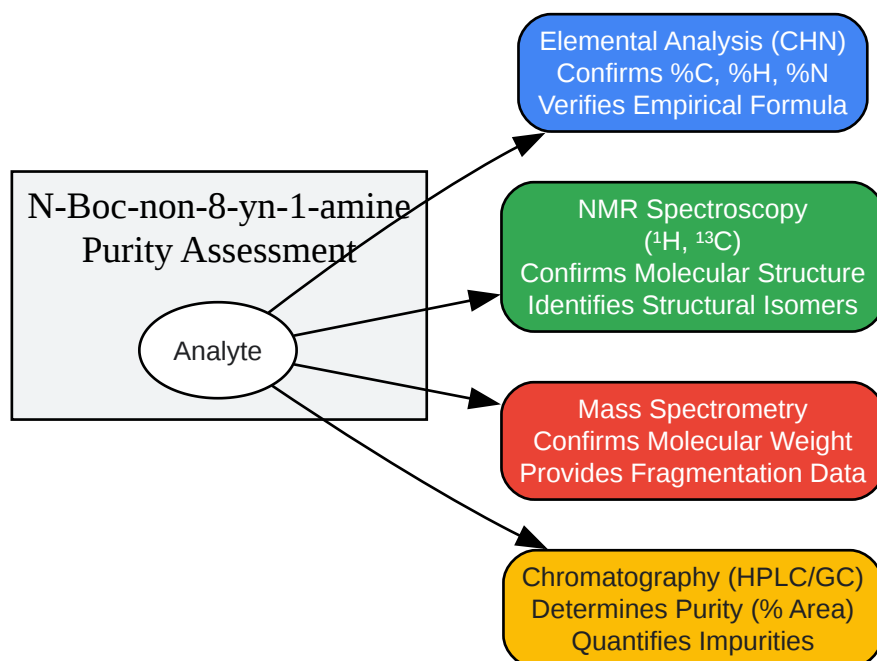 N-Boc-non-8-yn-1-amine
Purity Assessment
Analyte
Elemental Analysis (CHN)
Confirms %C, %H, %N
Verifies Empirical Formula
NMR Spectroscopy
(¹H, ¹³C)
Confirms Molecular Structure
Identifies Structural Isomers
Mass Spectrometry
Confirms Molecular Weight
Provides Fragmentation Data
Chromatography (HPLC/GC)
Determines Purity (% Area)
Quantifies Impurities